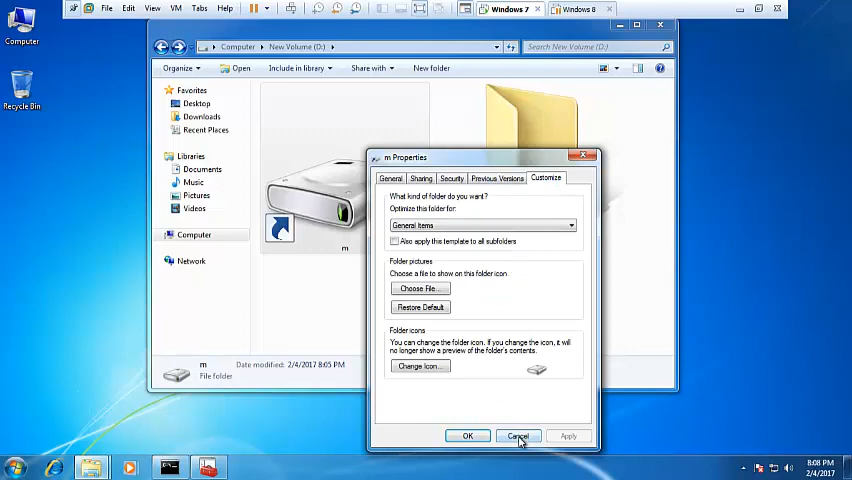 File Edit View VM Tabs Help
Windows 7
Windows 8
Computer
Recycle Bin
Computer New Volume (D:)
Search New Volume (D:)
Organize
Open
Include in library
Share with
New folder
Favorites
Desktop
Downloads
Recent Places
Libraries
Documents
Music
Pictures
Videos
Computer
Network
m
m Date modified: 2/4/2017 8:05 PM
File folder
m Properties
General Sharing Security Previous Versions Customize
What kind of folder do you want?
Optimize this folder for:
General Items
Also apply this template to all subfolders
Folder pictures
Choose a file to show on this folder icon.
Choose File...
Restore Default
Folder icons
You can change the folder icon. If you change the icon, it will
no longer show a preview of the folder's contents.
Change Icon...
OK
Cancel
Apply
8:08 PM
2/4/2017